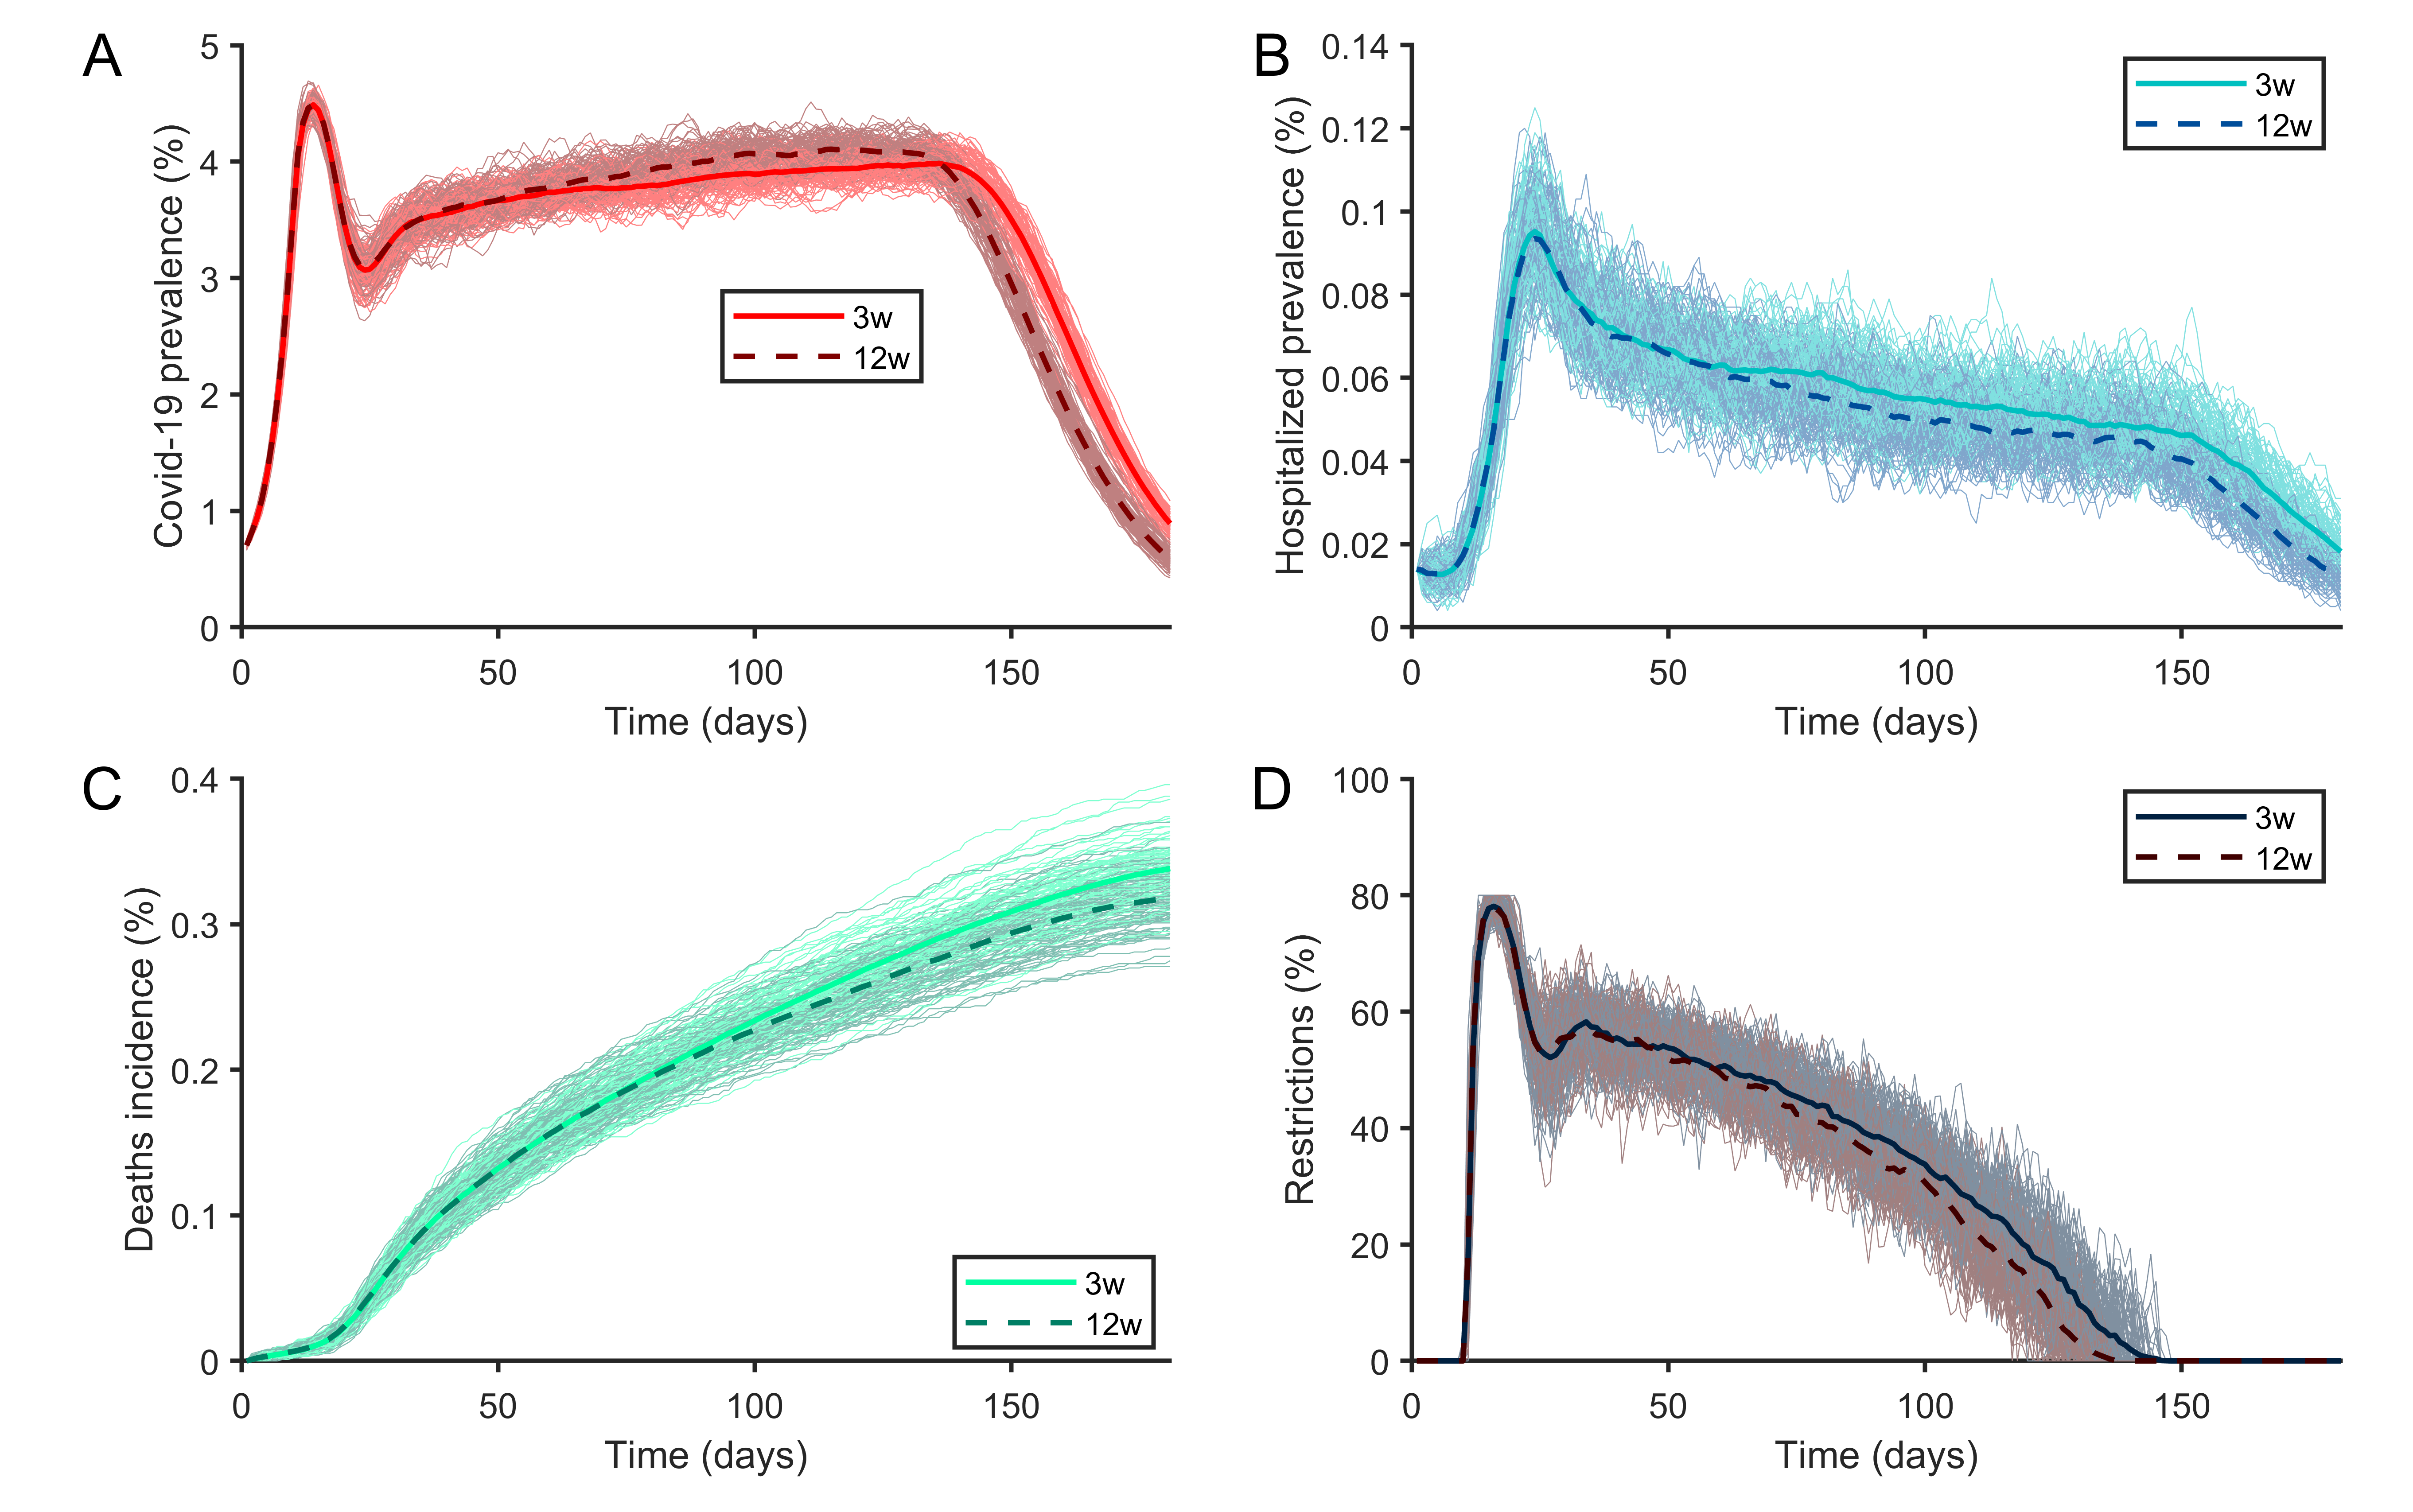 A
5
4
3
2
1
0
Covid-19 prevalence (%)
3w
12w
0
50
100
150
Time (days)
B
0.14
0.12
0.1
0.08
0.06
0.04
0.02
0
Hospitalized prevalence (%)
3w
12w
0
50
100
150
Time (days)
C
0.4
0.3
0.2
0.1
0
Deaths incidence (%)
3w
12w
0
50
100
150
Time (days)
D
100
80
60
40
20
0
Restrictions (%)
3w
12w
0
50
100
150
Time (days)